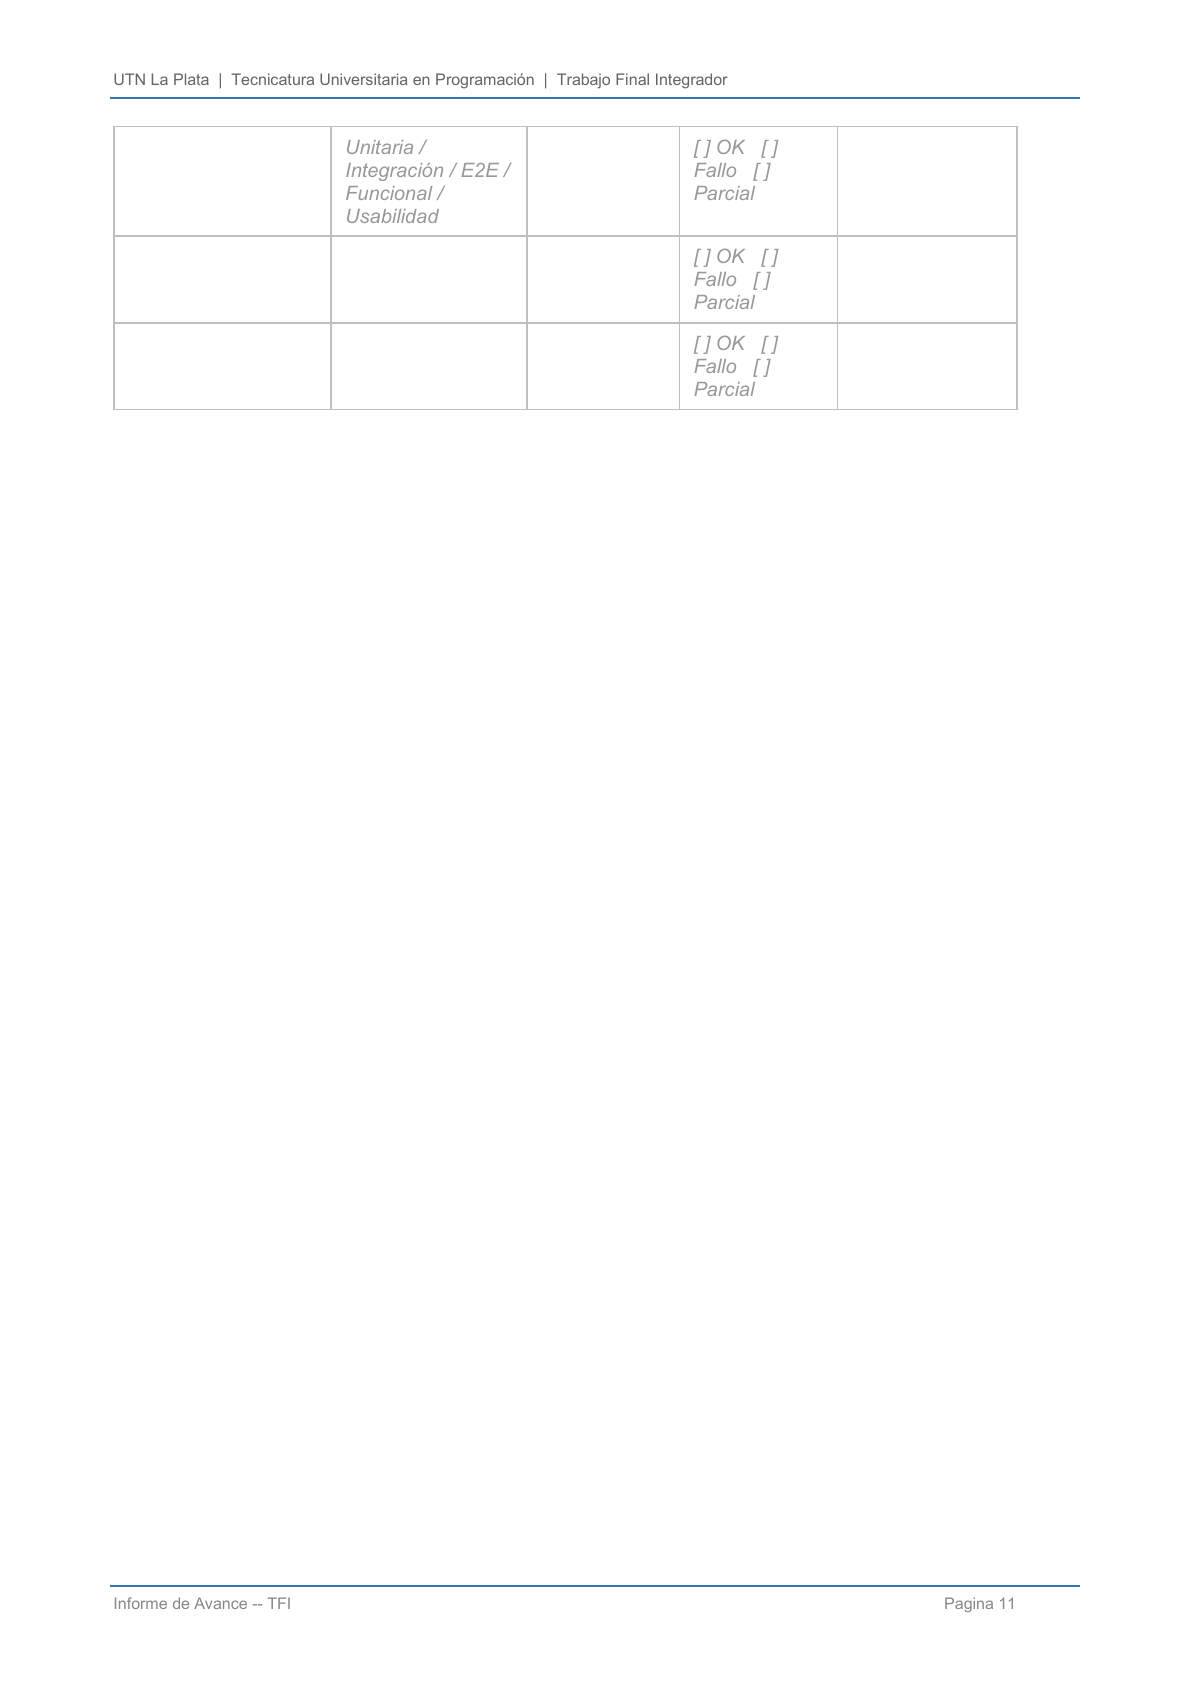 UTN La Plata | Tecnicatura Universitaria en Programación | Trabajo Final Integrador
Unitaria /
Integración / E2E /
Funcional /
Usabilidad
[ ] OK [ ]
Fallo [ ]
Parcial
[ ] OK [ ]
Fallo [ ]
Parcial
[ ] OK [ ]
Fallo [ ]
Parcial
Informe de Avance -- TFI
Pagina 11